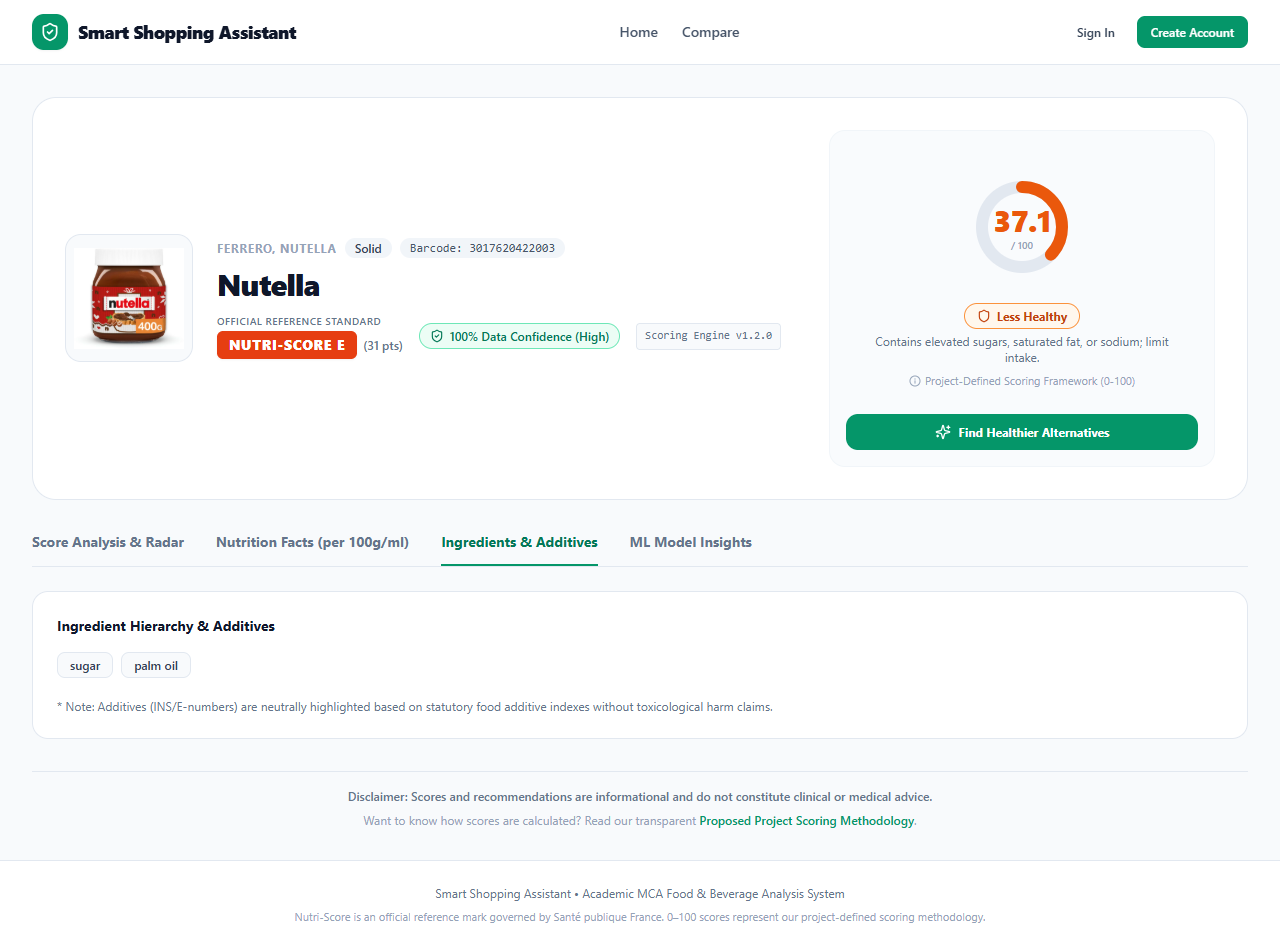 Smart Shopping Assistant
Home
Compare
Sign In
Create Account
nutella
400g
FERRERO, NUTELLA
Solid
Barcode: 3017620422003
Nutella
OFFICIAL REFERENCE STANDARD
NUTRI-SCORE E
(31 pts)
100% Data Confidence (High)
Scoring Engine v1.2.0
37.1
/ 100
Less Healthy
Contains elevated sugars, saturated fat, or sodium; limit
intake.
Project-Defined Scoring Framework (0-100)
Find Healthier Alternatives
Score Analysis & Radar
Nutrition Facts (per 100g/ml)
Ingredients & Additives
ML Model Insights
Ingredient Hierarchy & Additives
sugar
palm oil
* Note: Additives (INS/E-numbers) are neutrally highlighted based on statutory food additive indexes without toxicological harm claims.
Disclaimer: Scores and recommendations are informational and do not constitute clinical or medical advice.
Want to know how scores are calculated? Read our transparent Proposed Project Scoring Methodology.
Smart Shopping Assistant • Academic MCA Food & Beverage Analysis System
Nutri-Score is an official reference mark governed by Santé publique France. 0–100 scores represent our project-defined scoring methodology.